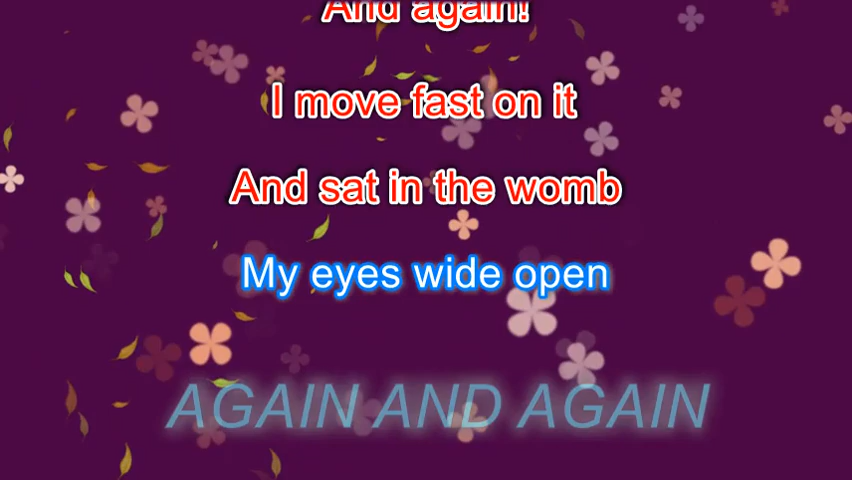 And again!
I move fast on it
And sat in the womb
My eyes wide open
AGAIN AND AGAIN